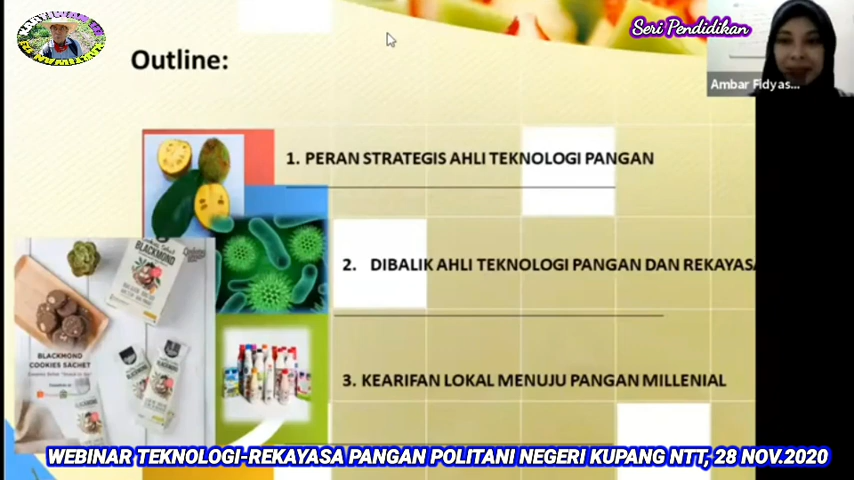 Seri Pendidikan
Ambar Fidyas...
Outline:
1. PERAN STRATEGIS AHLI TEKNOLOGI PANGAN
2. DIBALIK AHLI TEKNOLOGI PANGAN DAN REKAYASA
3. KEARIFAN LOKAL MENUJU PANGAN MILLENIAL
BLACKMOND
BLACKMOND
COOKIES SACHET
WEBINAR TEKNOLOGI-REKAYASA PANGAN POLITANI NEGERI KUPANG NTT, 28 NOV.2020